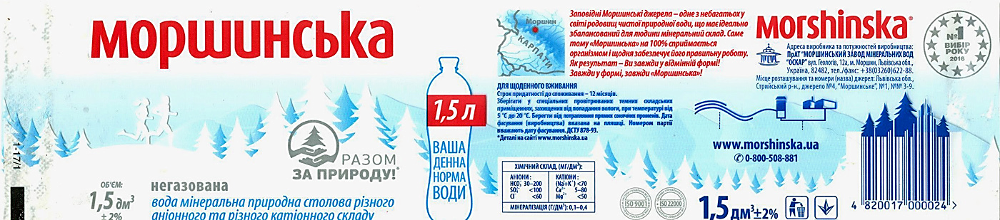 моршинська
РАЗОМ
ЗА ПРИРОДУ!*
1-17/1
ОБ'ЄМ:
1,5 дм³
±2%
негазована
вода мінеральна природна столова різного
аніонного та різного катіонного складу
1,5 л
ВАША
ДЕННА
НОРМА
ВОДИ*
Моршин
КАРПАТИ
Заповідні Моршинські джерела – одне з небагатьох у
світі родовищ чистої природної води, що має ідеально
збалансований для людини мінеральний склад. Саме
тому «Моршинська» на 100% сприймається
організмом і щодня забезпечує його правильну роботу.
Як результат – Ви завжди у відмінній формі!
Завжди у формі, завжди «Моршинська»!
ДЛЯ ЩОДЕННОГО ВЖИВАННЯ
Строк придатності до споживання – 12 місяців.
Зберігати у спеціальних провітрюваних темних складських
приміщеннях, захищених від попадання вологи, при температурі від
5 °С до 20 °С. Берегти від потрапляння прямих сонячних променів. Дата
фасування (виробництва) вказана на пляшці. Номером партії
вважають дату фасування. ДСТУ 878-93.
*Деталі на сайті www.morshinska.ua
ХІМІЧНИЙ СКЛАД, (МГ/ДМ³):
АНІОНИ: КАТІОНИ:
HCO₃⁻ 30–200 (Na⁺+K⁺) <70
SO₄²⁻ <100 Ca²⁺ 5–80
Cl⁻ <60 Mg²⁺ <50
МІНЕРАЛІЗАЦІЯ (Г/ДМ³): 0,1–0,4
morshinska®
Адреса виробника та потужностей виробництва:
ПрАТ "МОРШИНСЬКИЙ ЗАВОД МІНЕРАЛЬНИХ ВОД
"ОСКАР" вул. Геологів, 12а, м. Моршин, Львівська обл.,
Україна, 82482, тел./факс: +38(03260)622-88.
Місце розташування та номери (назва) джерел: Львівська обл.,
Стрийський р-н., джерело №4, "Моршинське", №1, №№ 3-9.
№1
ВИБІР
РОКУ
2016
www.morshinska.ua
0-800-508-881
ISO 9001
ISO 22000
1,5 дм³±2%
4 820017 000024 >